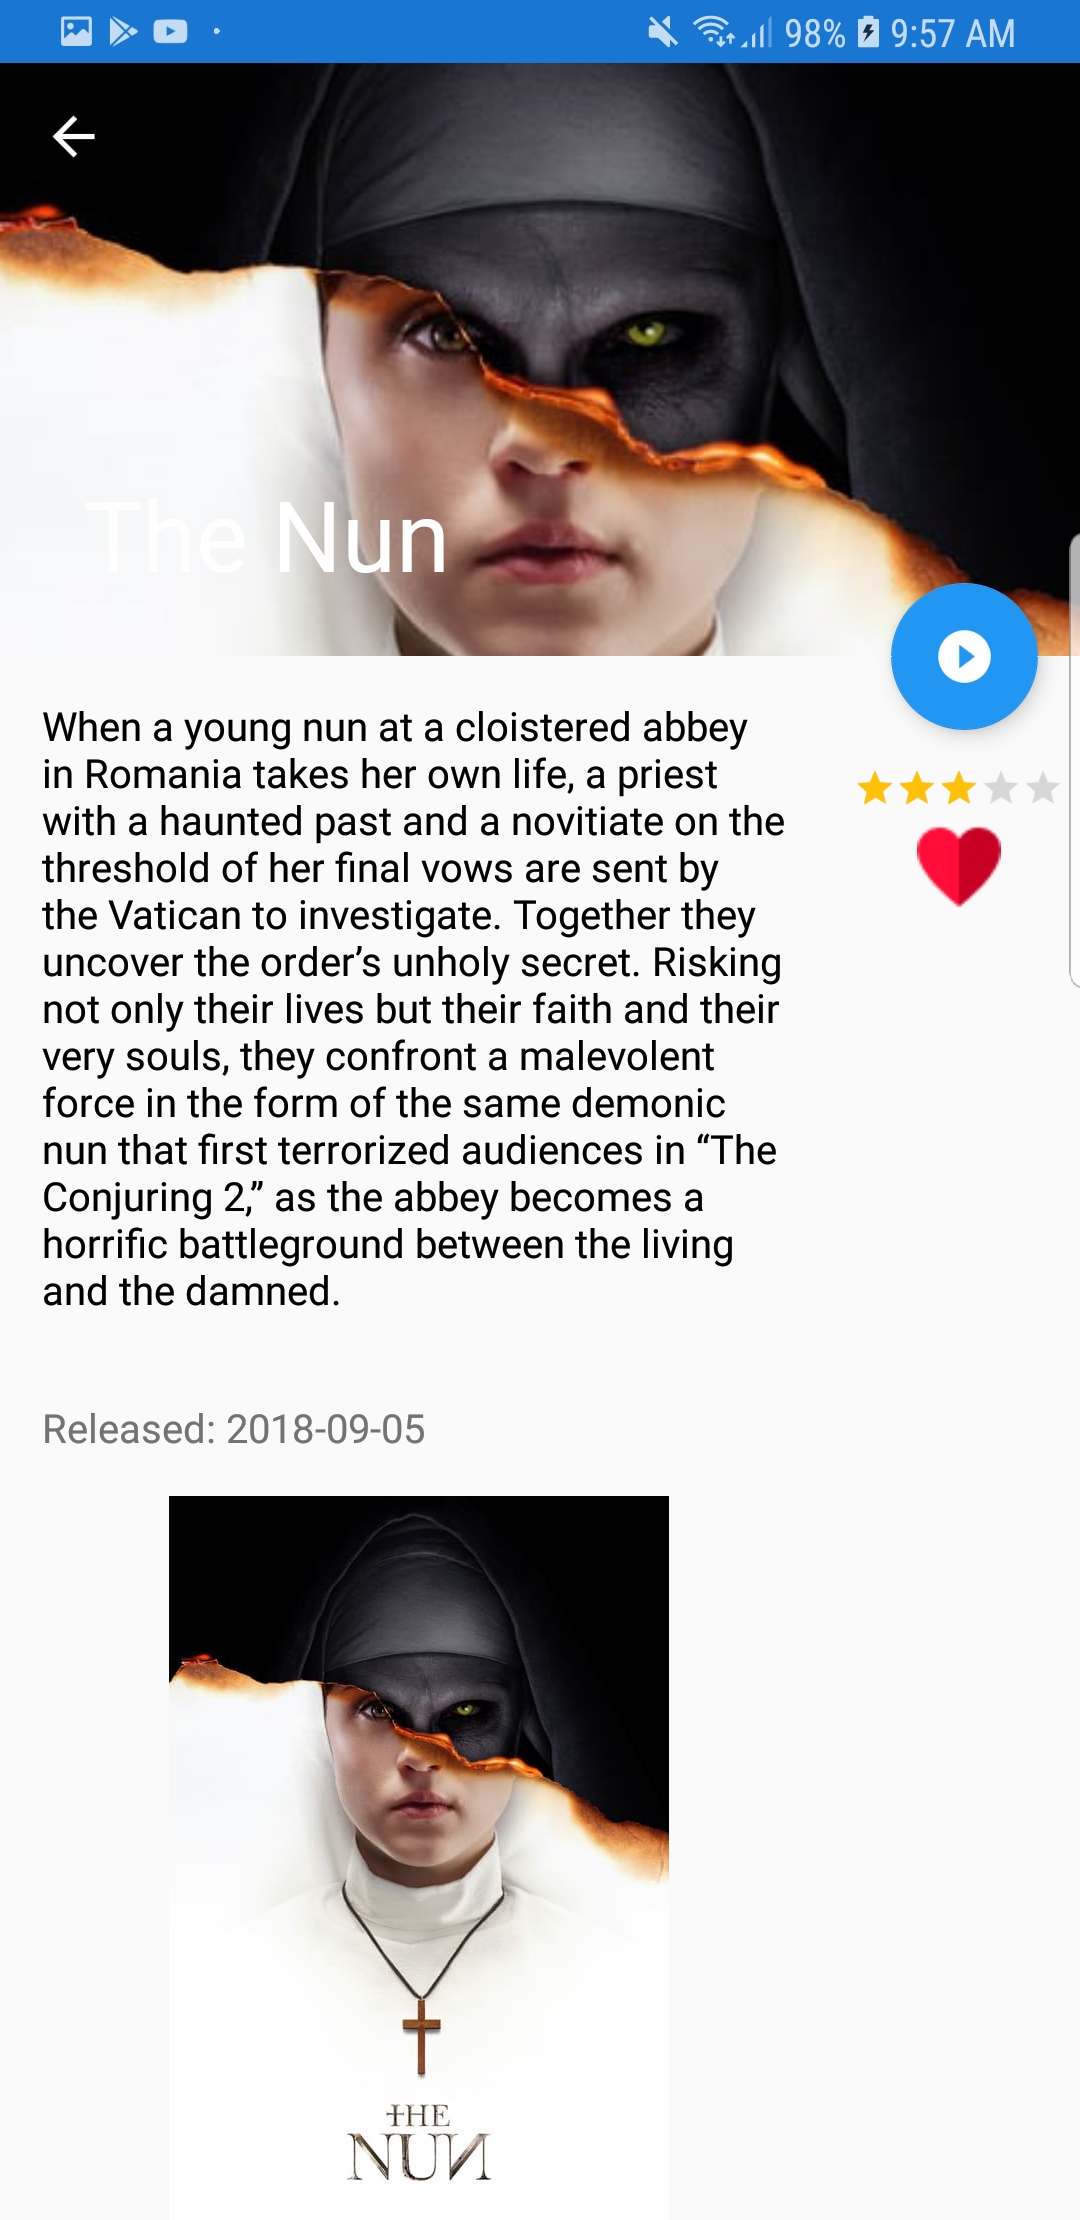 98% 9:57 AM
The Nun
When a young nun at a cloistered abbey
in Romania takes her own life, a priest
with a haunted past and a novitiate on the
threshold of her final vows are sent by
the Vatican to investigate. Together they
uncover the order’s unholy secret. Risking
not only their lives but their faith and their
very souls, they confront a malevolent
force in the form of the same demonic
nun that first terrorized audiences in “The
Conjuring 2,” as the abbey becomes a
horrific battleground between the living
and the damned.
Released: 2018-09-05
THE
NUN